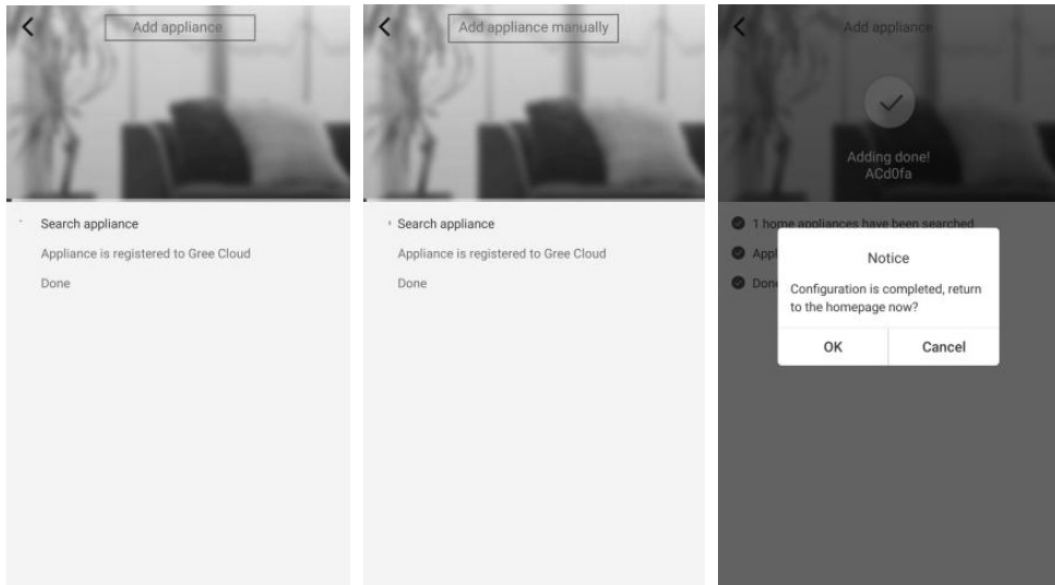 Add appliance
Search appliance
Appliance is registered to Gree Cloud
Done
Add appliance manually
Search appliance
Appliance is registered to Gree Cloud
Done
Add appliance
Adding done!
ACd0fa
1 home appliances have been searched
Appl
Done
Notice
Configuration is completed, return
to the homepage now?
OK
Cancel